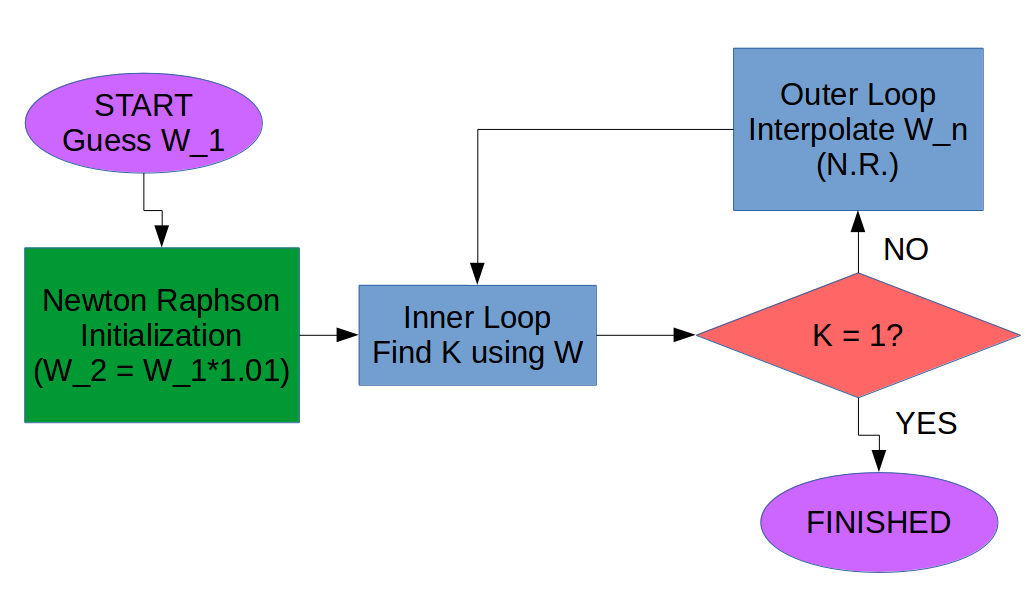 START
Guess W_1
Newton Raphson
Initialization
(W_2 = W_1*1.01)
Inner Loop
Find K using W
K = 1?
NO
Outer Loop
Interpolate W_n
(N.R.)
YES
FINISHED